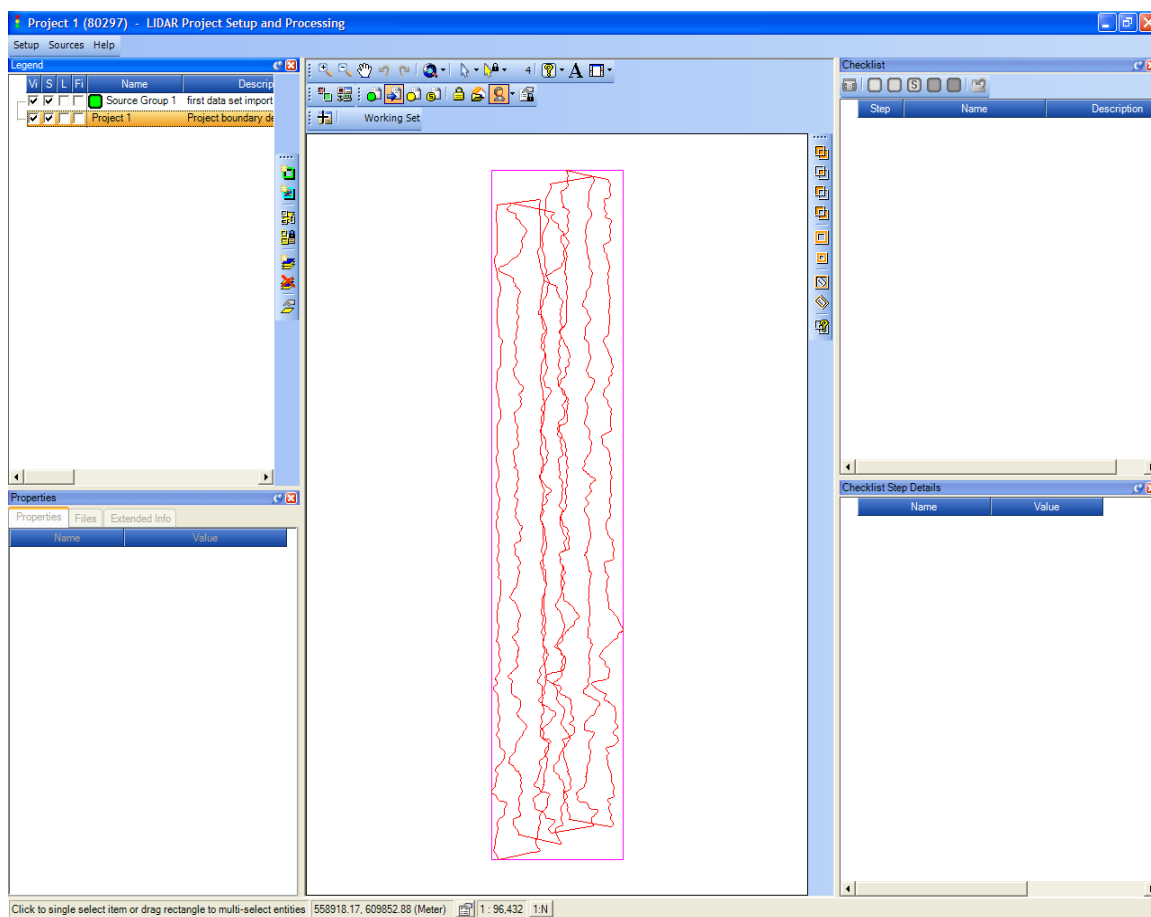 Project 1 (80297) - LIDAR Project Setup and Processing
Setup Sources Help
Legend
Vi S L Fi Name Descrip
Source Group 1 first data set import
Project 1 Project boundary de
4 A
S
Working Set
Properties
Properties Files Extended Info
Name Value
Checklist
S
Step Name Description
Checklist Step Details
Name Value
Click to single select item or drag rectangle to multi-select entities 558918.17, 609852.88 (Meter) 1 : 96,432 1:N